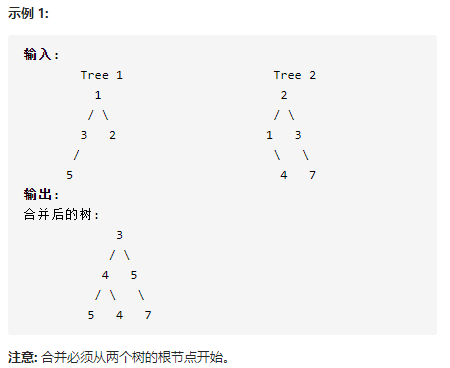 示例 1:
输入:
Tree 1 Tree 2
1 2
/ \ / \
3 2 1 3
/ \ \
5 4 7
输出:
合并后的树:
3
/ \
4 5
/ \ \
5 4 7
注意: 合并必须从两个树的根节点开始。